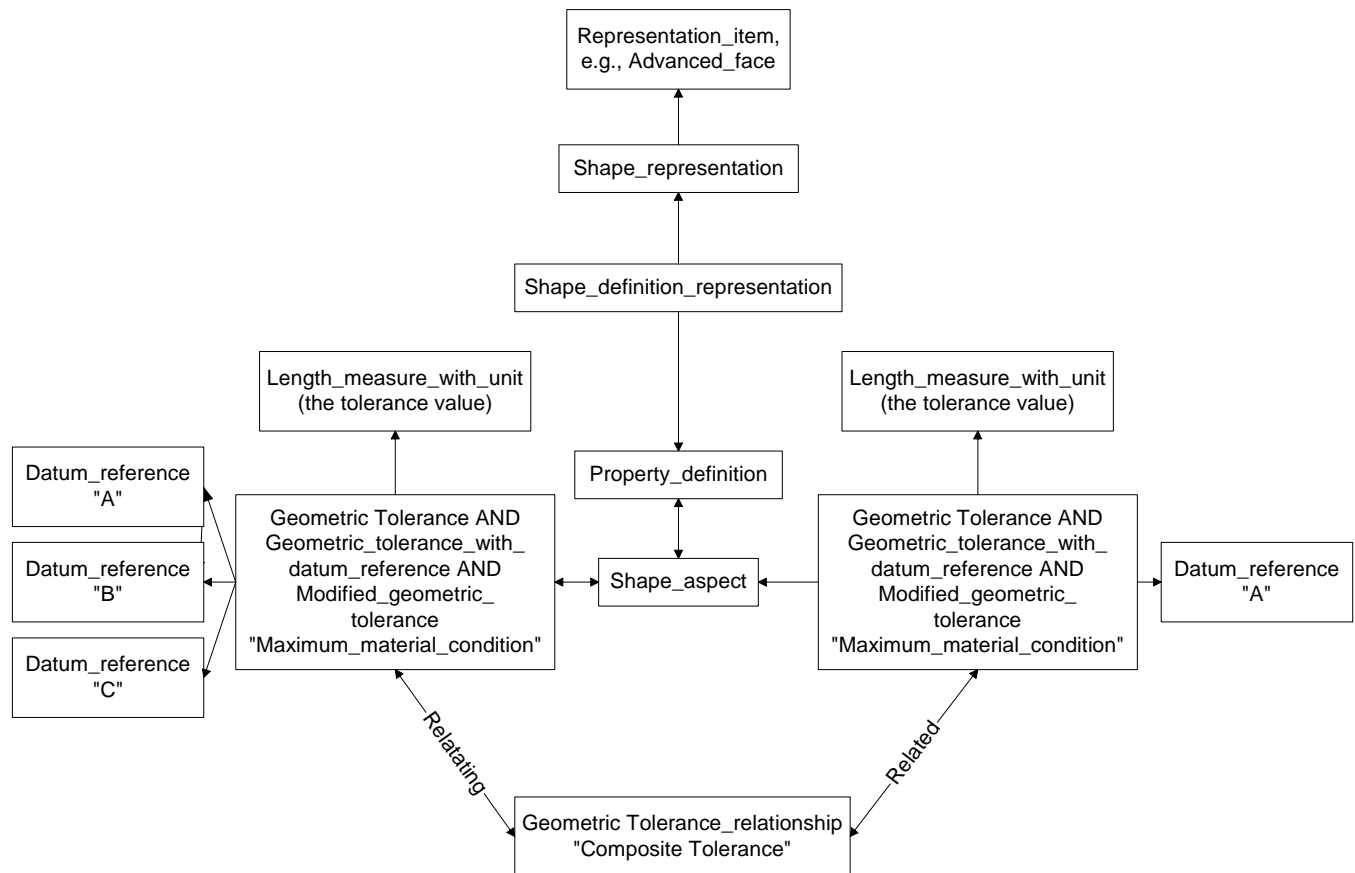 Representation_item,
e.g., Advanced_face
Shape_representation
Shape_definition_representation
Length_measure_with_unit
(the tolerance value)
Length_measure_with_unit
(the tolerance value)
Datum_reference
"A"
Datum_reference
"B"
Datum_reference
"C"
Geometric Tolerance AND
Geometric_tolerance_with_
datum_reference AND
Modified_geometric_
tolerance
"Maximum_material_condition"
Property_definition
Shape_aspect
Geometric Tolerance AND
Geometric_tolerance_with_
datum_reference AND
Modified_geometric_
tolerance
"Maximum_material_condition"
Datum_reference
"A"
Relatating
Related
Geometric Tolerance_relationship
"Composite Tolerance"